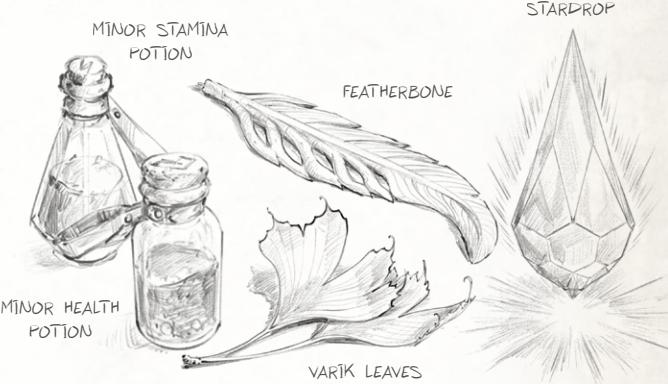 STARDROP
MINOR STAMINA
POTION
FEATHERBONE
MINOR HEALTH
POTION
VARIK LEAVES